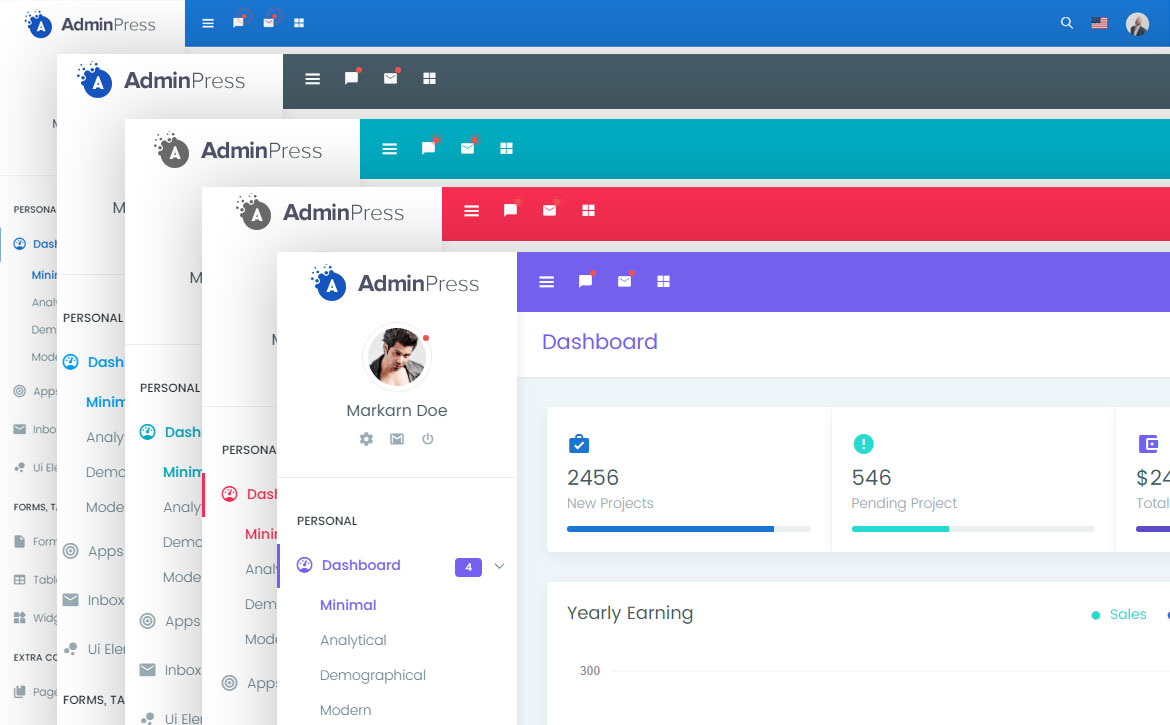 AdminPress
M
PERSONA
Dash
Minir
Analy
Demo
Mode
Apps
Inbo
Ui Ele
FORMS, TA
Form
Table
Widg
EXTRA CO
Page
AdminPress
M
PERSONAL
Dash
Minim
Analy
Demo
Mode
Apps
Inbox
Ui Elem
FORMS, TA
AdminPress
M
PERSONAL
Dash
Minim
Analy
Demo
Mode
Apps
Inbox
Ui Elem
AdminPress
PERSONA
Dash
Mini
Analy
Dem
Mode
Apps
AdminPress
Markarn Doe
PERSONAL
Dashboard 4
Minimal
Analytical
Demographical
Modern
Dashboard
2456
New Projects
546
Pending Project
$24
Total
Yearly Earning
Sales
300